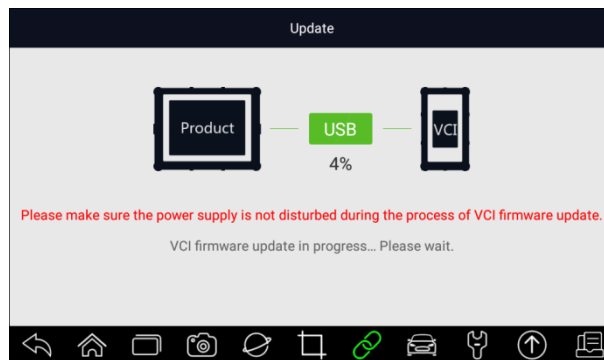 Update
Product
USB
VCI
4%
Please make sure the power supply is not disturbed during the process of VCI firmware update.
VCI firmware update in progress... Please wait.